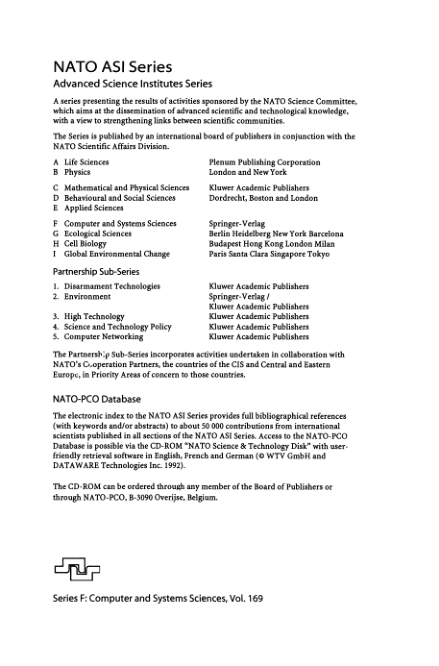 NATO ASI Series
Advanced Science Institutes Series
A series presenting the results of activities sponsored by the NATO Science Committee,
which aims at the dissemination of advanced scientific and technological knowledge,
with a view to strengthening links between scientific communities.
The Series is published by an international board of publishers in conjunction with the
NATO Scientific Affairs Division.
A Life Sciences Plenum Publishing Corporation
B Physics London and New York
C Mathematical and Physical Sciences Kluwer Academic Publishers
D Behavioural and Social Sciences Dordrecht, Boston and London
E Applied Sciences
F Computer and Systems Sciences Springer-Verlag
G Ecological Sciences Berlin Heidelberg New York Barcelona
H Cell Biology Budapest Hong Kong London Milan
I Global Environmental Change Paris Santa Clara Singapore Tokyo
Partnership Sub-Series
1. Disarmament Technologies Kluwer Academic Publishers
2. Environment Springer-Verlag /
Kluwer Academic Publishers
3. High Technology Kluwer Academic Publishers
4. Science and Technology Policy Kluwer Academic Publishers
5. Computer Networking Kluwer Academic Publishers
The Partnership Sub-Series incorporates activities undertaken in collaboration with
NATO's Cooperation Partners, the countries of the CIS and Central and Eastern
Europe, in Priority Areas of concern to those countries.
NATO-PCO Database
The electronic index to the NATO ASI Series provides full bibliographical references
(with keywords and/or abstracts) to about 50 000 contributions from international
scientists published in all sections of the NATO ASI Series. Access to the NATO-PCO
Database is possible via the CD-ROM "NATO Science & Technology Disk" with user-
friendly retrieval software in English, French and German (© WTV GmbH and
DATAWARE Technologies Inc. 1992).
The CD-ROM can be ordered through any member of the Board of Publishers or
through NATO-PCO, B-3090 Overijse, Belgium.
Series F: Computer and Systems Sciences, Vol. 169